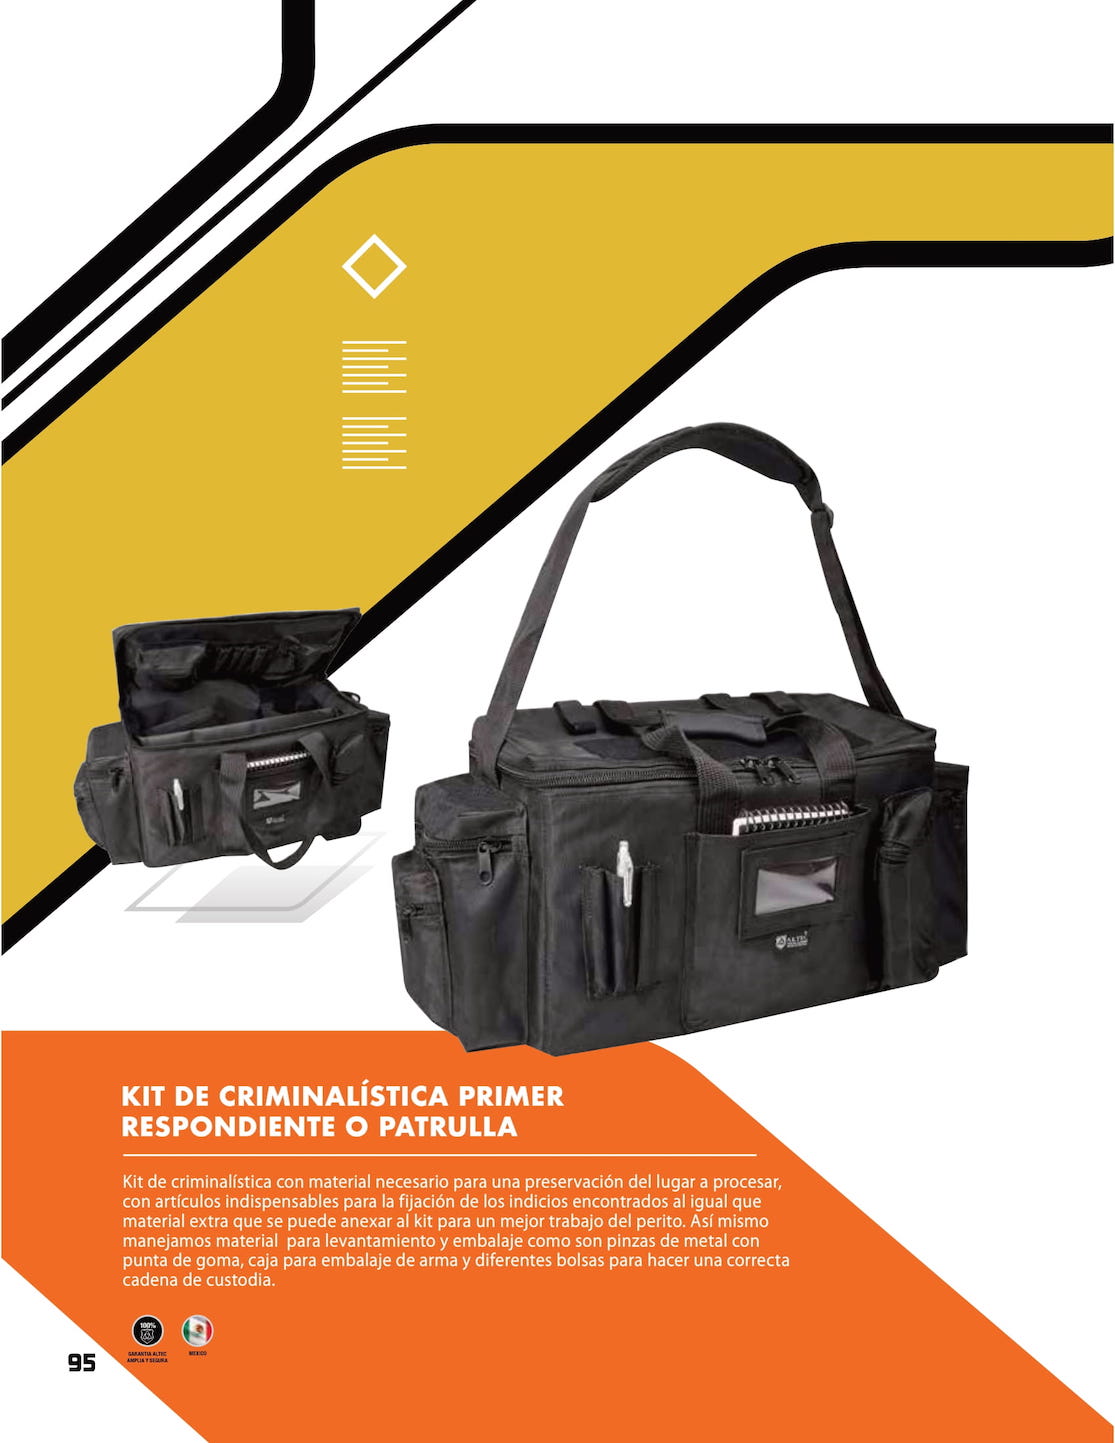 ALTEC
KIT DE CRIMINALÍSTICA PRIMER
RESPONDIENTE O PATRULLA
Kit de criminalística con material necesario para una preservación del lugar a procesar,
con artículos indispensables para la fijación de los indicios encontrados al igual que
material extra que se puede anexar al kit para un mejor trabajo del perito. Así mismo
manejamos material  para levantamiento y embalaje como son pinzas de metal con
punta de goma, caja para embalaje de arma y diferentes bolsas para hacer una correcta
cadena de custodia.
100%
GARANTIA ALTEC
AMPLIA Y SEGURA
MEXICO
95